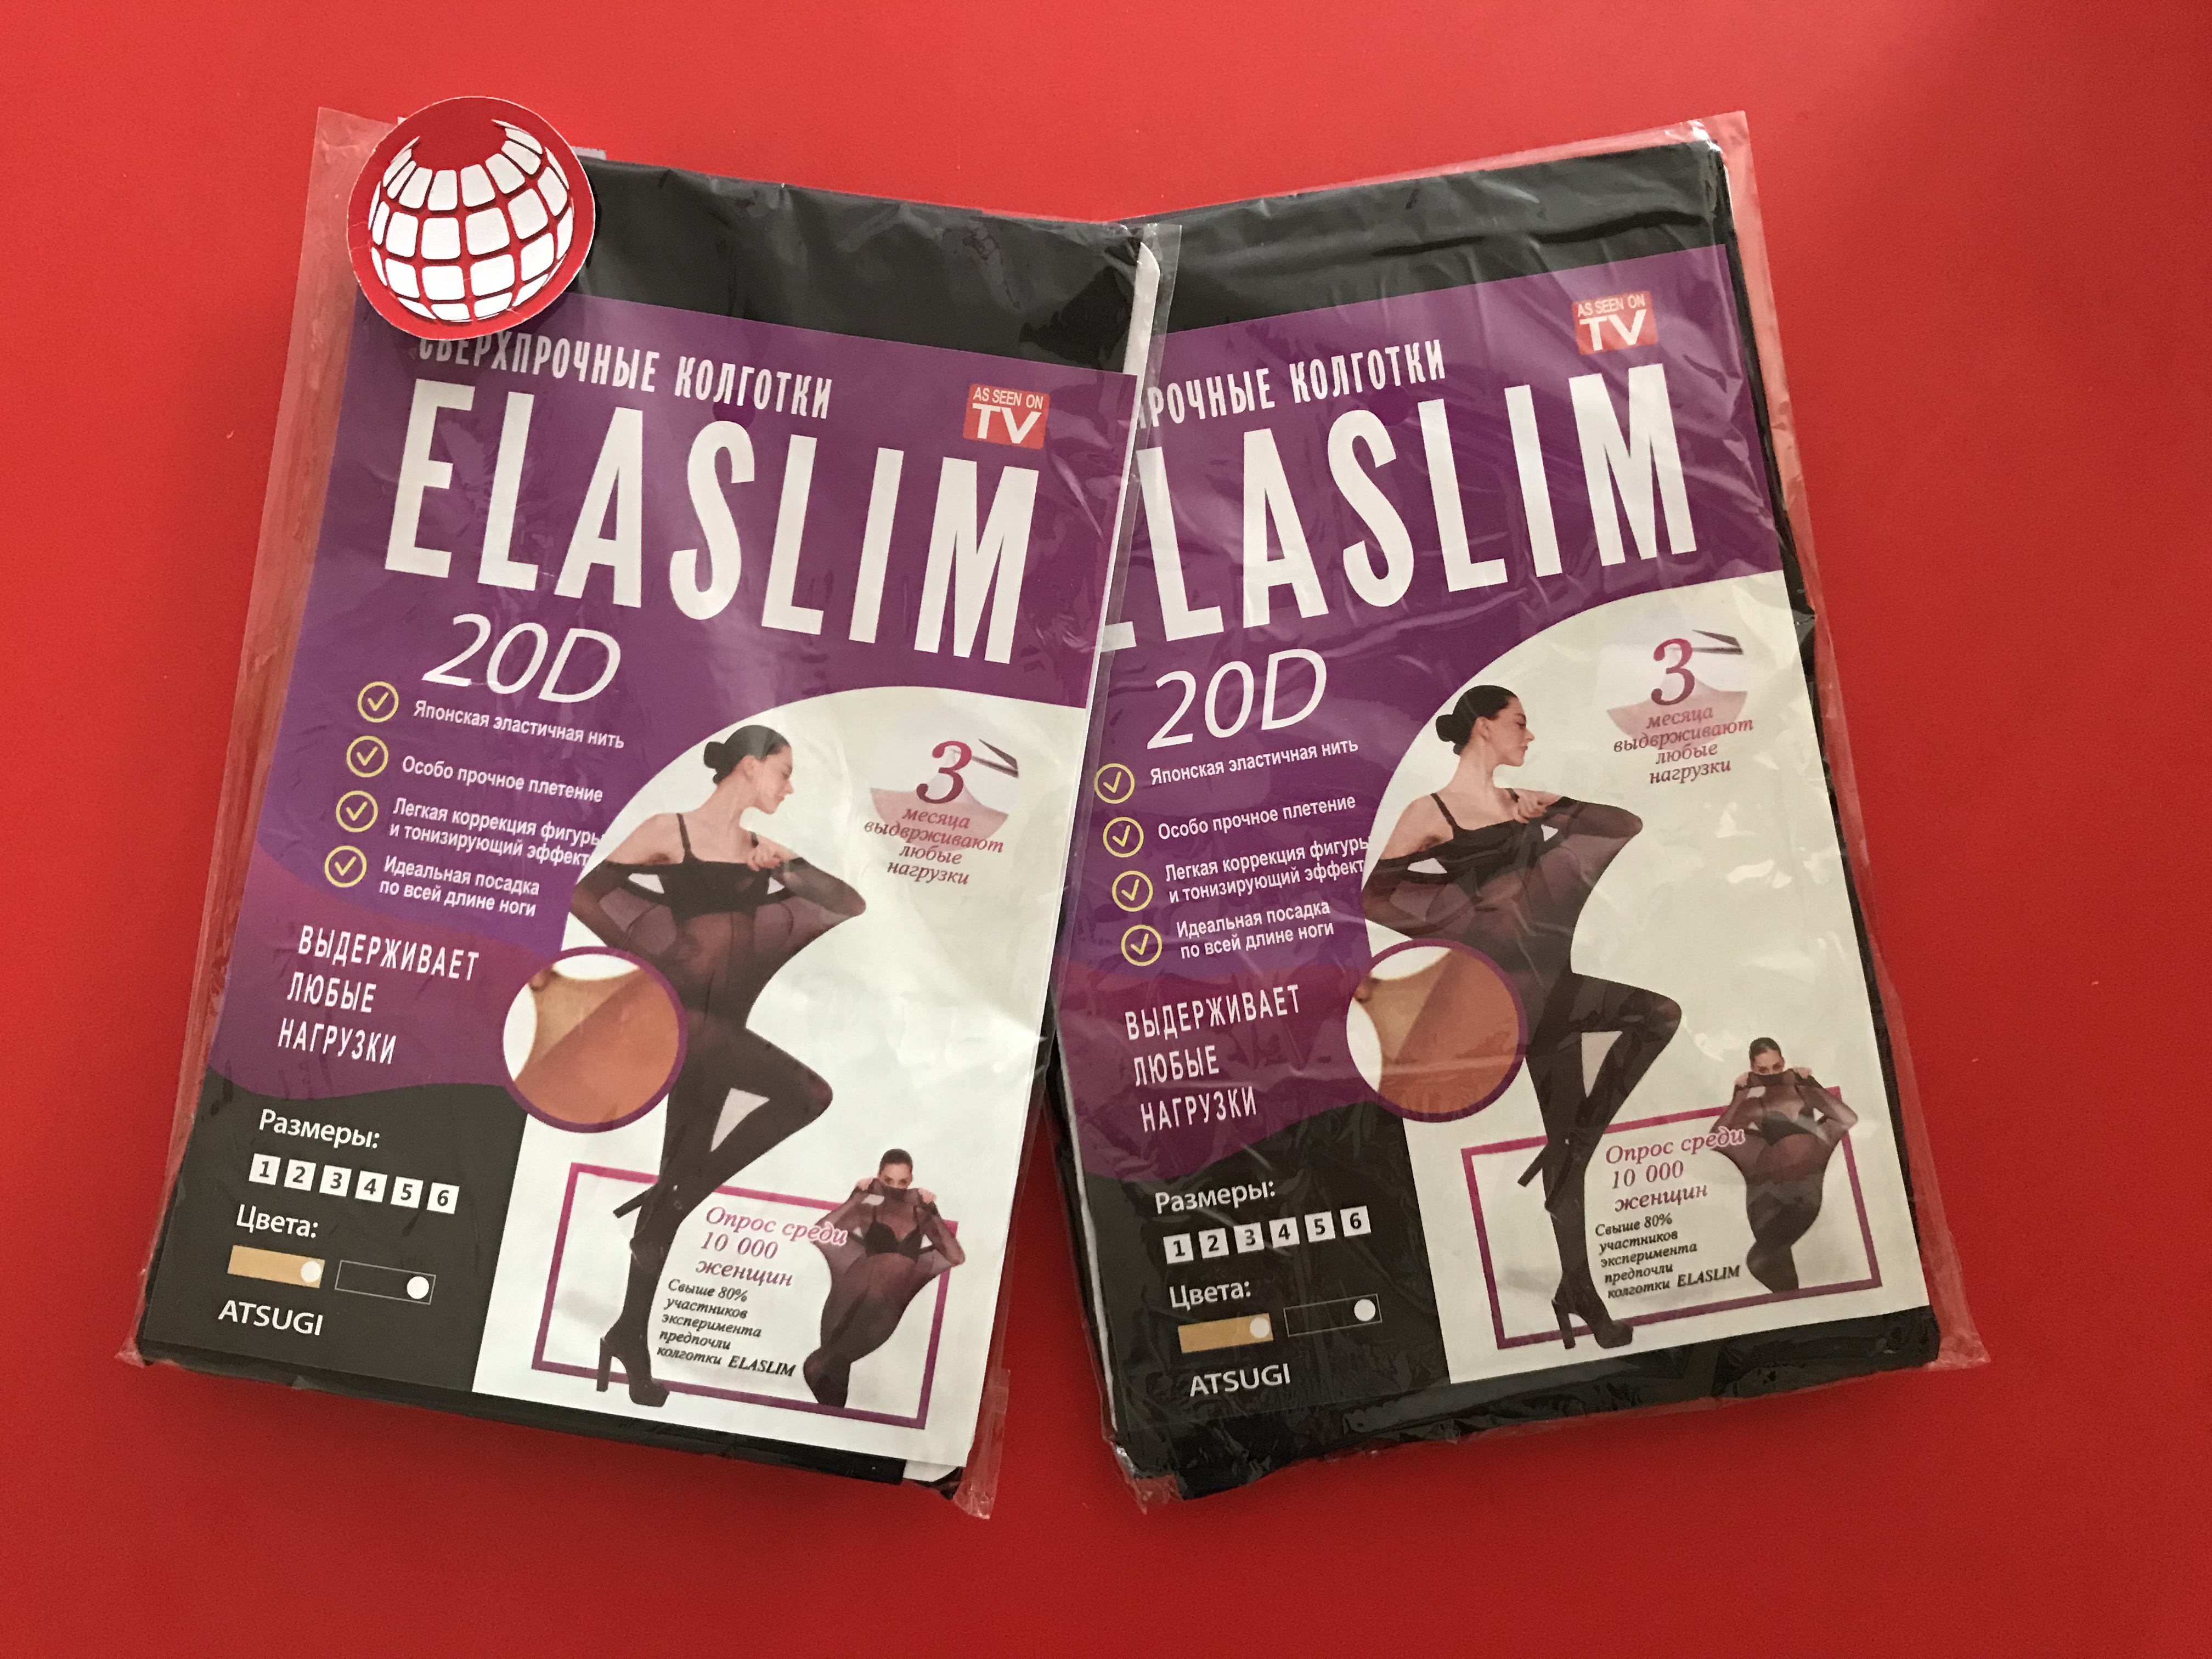 СВЕРХПРОЧНЫЕ КОЛГОТКИ
AS SEEN ON
TV
ELASLIM
20D
Японская эластичная нить
Особо прочное плетение
Легкая коррекция фигуры
и тонизирующий эффект
Идеальная посадка
по всей длине ноги
3
месяца
выдерживают
любые
нагрузки
ВЫДЕРЖИВАЕТ
ЛЮБЫЕ
НАГРУЗКИ
Размеры:
1 2 3 4 5 6
Цвета:
ATSUGI
Опрос среди
10 000
женщин
Свыше 80%
участников
эксперимента
предпочли
колготки ELASLIM
РОЧНЫЕ КОЛГОТКИ
AS SEEN ON
TV
ELASLIM
20D
Японская эластичная нить
Особо прочное плетение
Легкая коррекция фигуры
и тонизирующий эффект
Идеальная посадка
по всей длине ноги
3
месяца
выдерживают
любые
нагрузки
ВЫДЕРЖИВАЕТ
ЛЮБЫЕ
НАГРУЗКИ
Размеры:
1 2 3 4 5 6
Цвета:
ATSUGI
Опрос среди
10 000
женщин
Свыше 80%
участников
эксперимента
предпочли
колготки ELASLIM